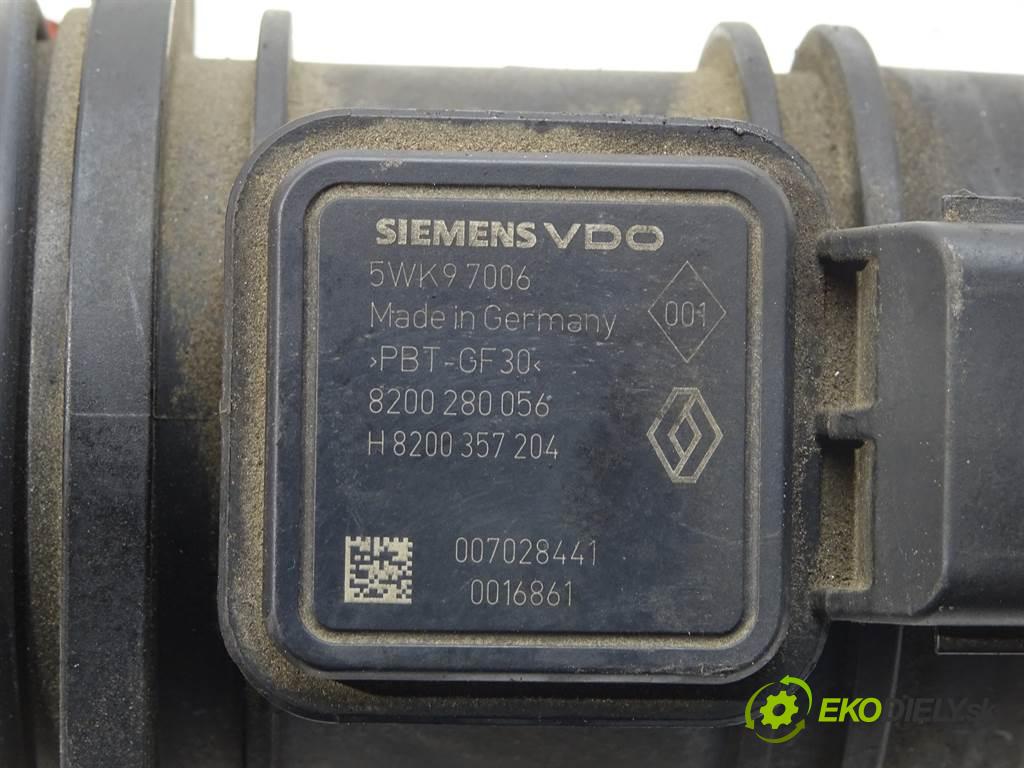 SIEMENS VDO
5WK9 7006
Made in Germany
001
>PBT-GF30<
8200 280 056
H 8200 357 204
007028441
0016861
EKODIELY.sk